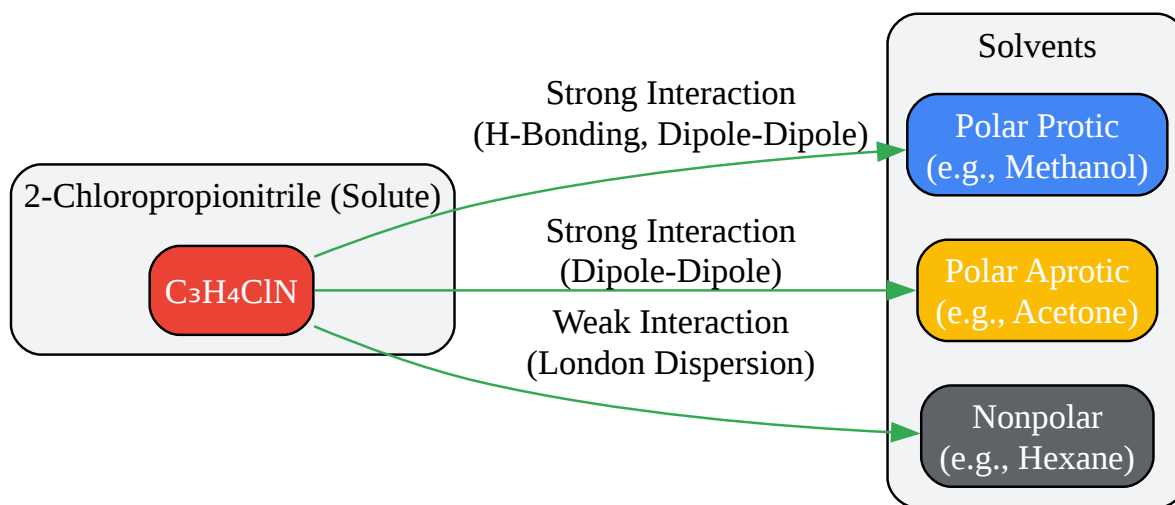 Solvents
Strong Interaction
(H-Bonding, Dipole-Dipole)
Polar Protic
(e.g., Methanol)
2-Chloropropionitrile (Solute)
C₃H₄ClN
Strong Interaction
(Dipole-Dipole)
Polar Aprotic
(e.g., Acetone)
Weak Interaction
(London Dispersion)
Nonpolar
(e.g., Hexane)